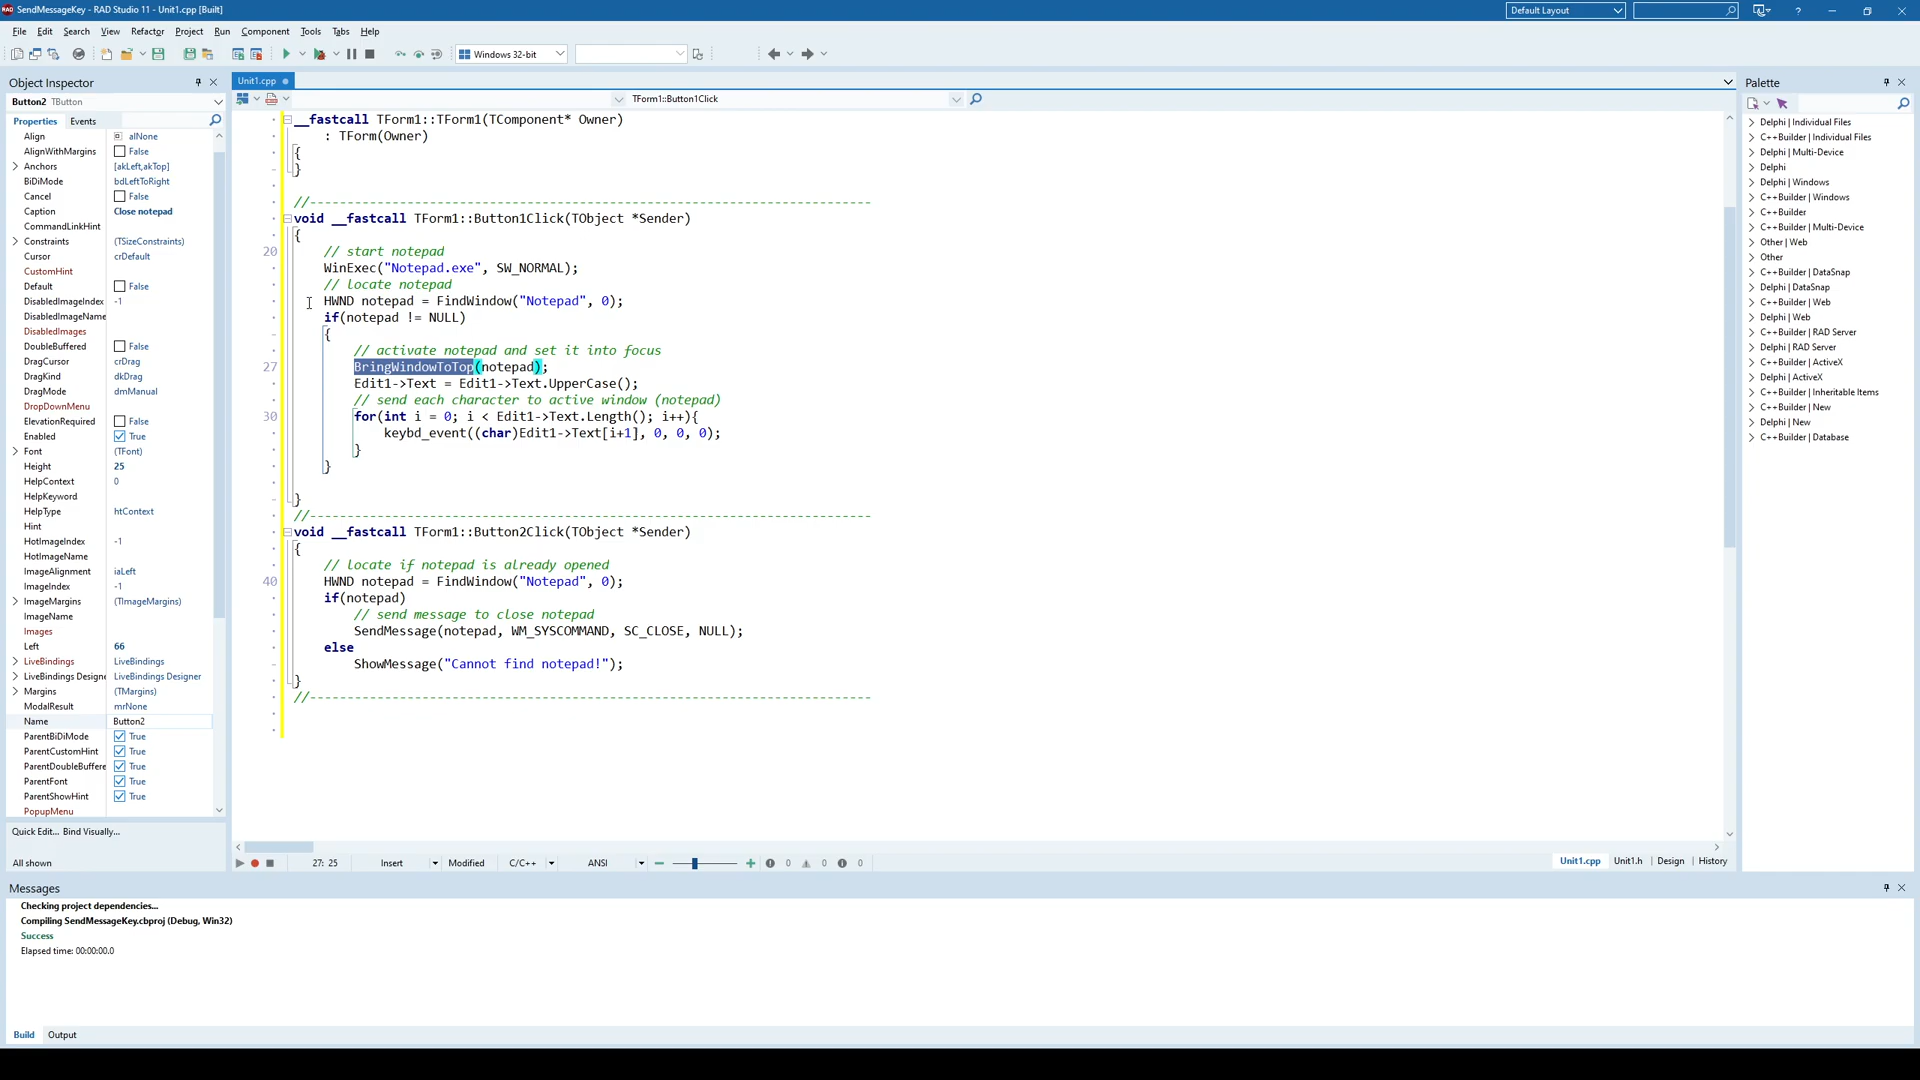 SendMessageKey - RAD Studio 11 - Unit1.cpp [Built]
Default Layout
File Edit Search View Refactor Project Run Component Tools Tabs Help
Windows 32-bit
Object Inspector
Button2 TButton
Properties Events
Align alNone
AlignWithMargins False
Anchors [akLeft,akTop]
BiDiMode bdLeftToRight
Cancel False
Caption Close notepad
CommandLinkHint
Constraints (TSizeConstraints)
Cursor crDefault
CustomHint
Default False
DisabledImageIndex -1
DisabledImageName
DisabledImages
DoubleBuffered False
DragCursor crDrag
DragKind dkDrag
DragMode dmManual
DropDownMenu
ElevationRequired False
Enabled True
Font (TFont)
Height 25
HelpContext 0
HelpKeyword
HelpType htContext
Hint
HotImageIndex -1
HotImageName
ImageAlignment iaLeft
ImageIndex -1
ImageMargins (TImageMargins)
ImageName
Images
Left 66
LiveBindings LiveBindings
LiveBindings Designe LiveBindings Designer
Margins (TMargins)
ModalResult mrNone
Name Button2
ParentBiDiMode True
ParentCustomHint True
ParentDoubleBuffere True
ParentFont True
ParentShowHint True
PopupMenu
Quick Edit... Bind Visually...
All shown
Unit1.cpp
TForm1::Button1Click
__fastcall TForm1::TForm1(TComponent* Owner)
: TForm(Owner)
{
}
//---------------------------------------------------------------------------
void __fastcall TForm1::Button1Click(TObject *Sender)
{
20 // start notepad
WinExec("Notepad.exe", SW_NORMAL);
// locate notepad
HWND notepad = FindWindow("Notepad", 0);
if(notepad != NULL)
{
// activate notepad and set it into focus
27 BringWindowToTop(notepad);
Edit1->Text = Edit1->Text.UpperCase();
// send each character to active window (notepad)
30 for(int i = 0; i < Edit1->Text.Length(); i++){
keybd_event((char)Edit1->Text[i+1], 0, 0, 0);
}
}
}
//---------------------------------------------------------------------------
void __fastcall TForm1::Button2Click(TObject *Sender)
{
// locate if notepad is already opened
40 HWND notepad = FindWindow("Notepad", 0);
if(notepad)
// send message to close notepad
SendMessage(notepad, WM_SYSCOMMAND, SC_CLOSE, NULL);
else
ShowMessage("Cannot find notepad!");
}
//---------------------------------------------------------------------------
27: 25 Insert Modified C/C++ ANSI 0 0 0
Unit1.cpp Unit1.h Design History
Palette
Delphi | Individual Files
C++Builder | Individual Files
Delphi | Multi-Device
Delphi
Delphi | Windows
C++Builder | Windows
C++Builder
C++Builder | Multi-Device
Other | Web
Other
C++Builder | DataSnap
Delphi | DataSnap
C++Builder | Web
Delphi | Web
C++Builder | RAD Server
Delphi | RAD Server
C++Builder | ActiveX
Delphi | ActiveX
C++Builder | Inheritable Items
C++Builder | New
Delphi | New
C++Builder | Database
Messages
Checking project dependencies...
Compiling SendMessageKey.cbproj (Debug, Win32)
Success
Elapsed time: 00:00:00.0
Build Output